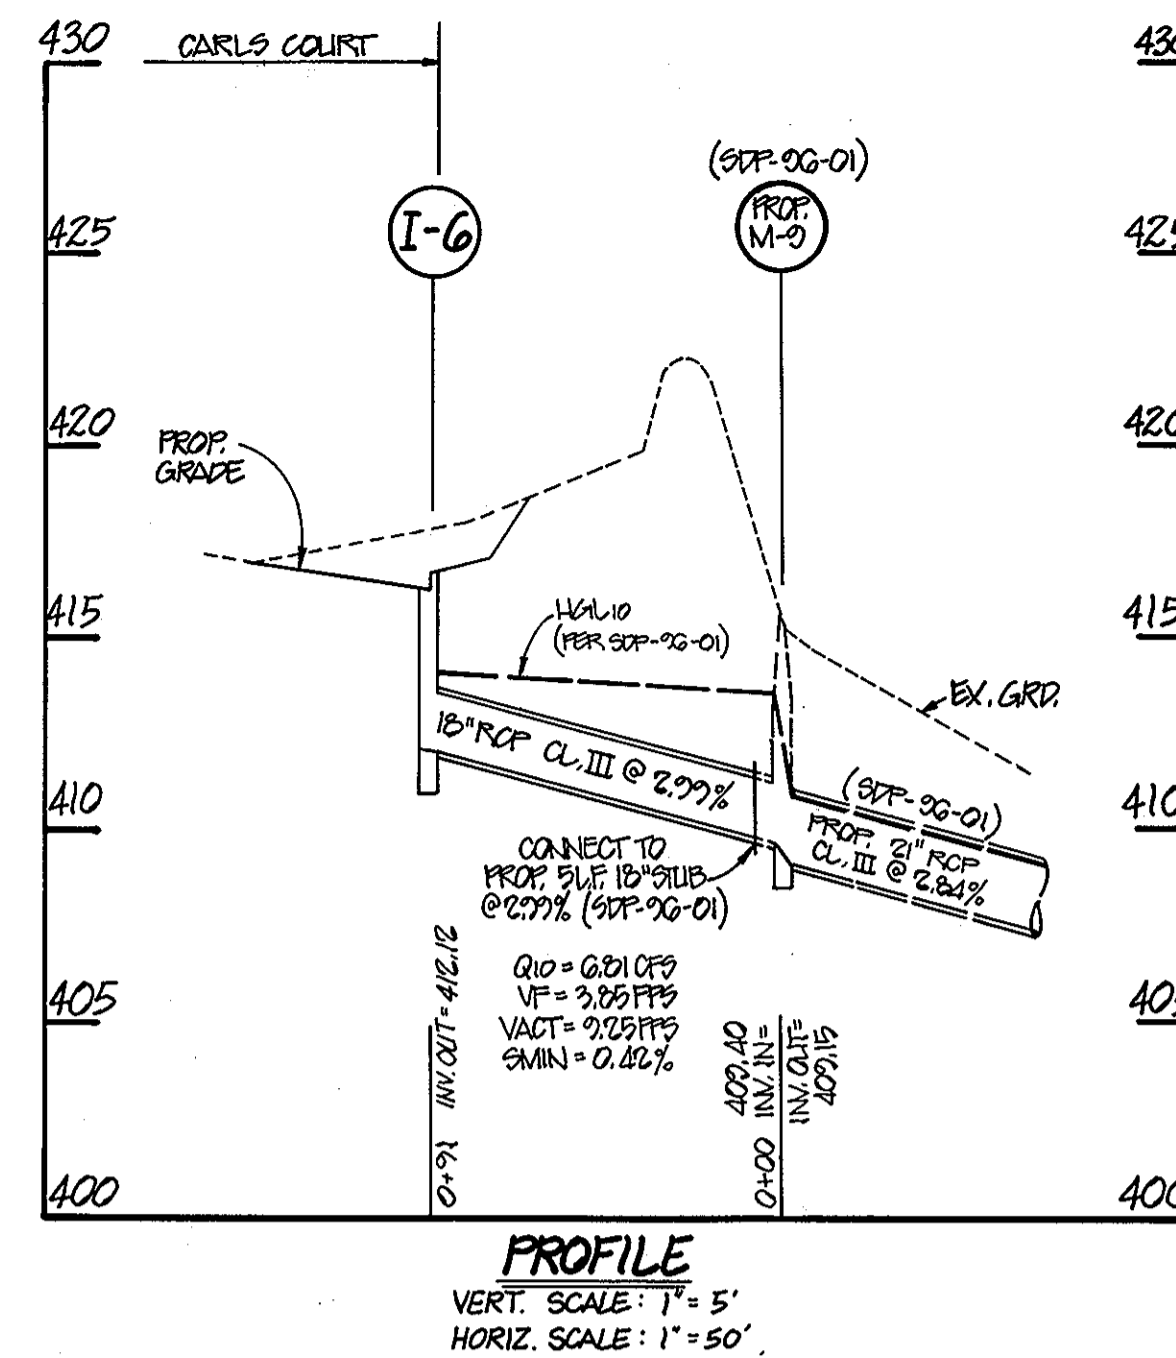 430
CARLS COURT
430
(SDP-96-01)
I-6
PROP.
M-9
425
425
420
420
PROP.
GRADE
415
415
HGL10
(PER SDP-96-01)
EX. GRD.
18" RCP CL. III @ 2.99%
410
410
(SDP-96-01)
PROP. 21" RCP
CL. III @ 2.84%
CONNECT TO
PROP. 5 L.F. 18" STUB
@ 2.99% (SDP-96-01)
Q10 = 6.81 CFS
VF = 3.85 FPS
VACT = 9.25 FPS
SMIN = 0.42%
405
405
0+91 INV. OUT = 412.12
409.40
0+00 INV. IN =
INV. OUT =
409.15
400
400
PROFILE
VERT. SCALE: 1" = 5'
HORIZ. SCALE: 1" = 50'